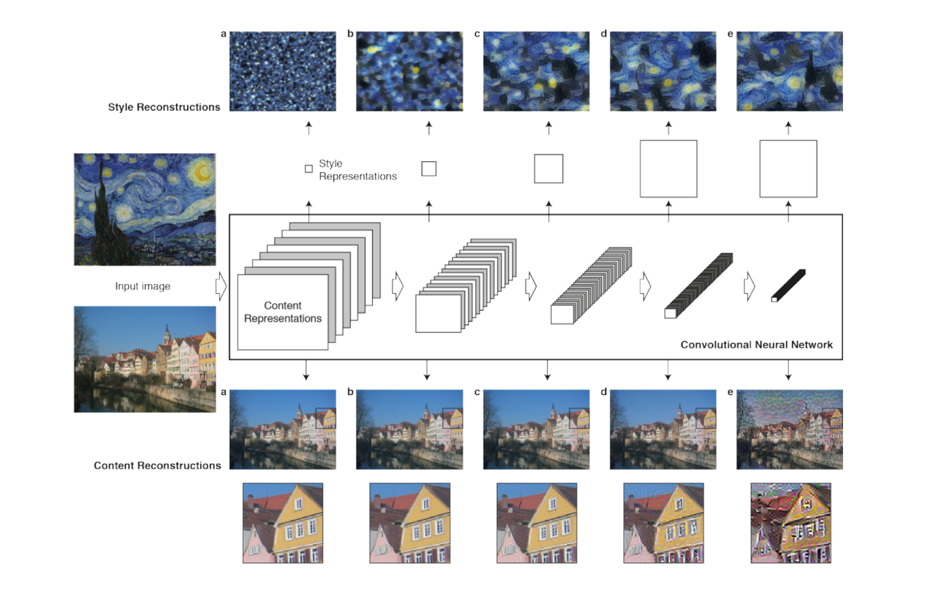 a b c d e
Style Reconstructions
Style
Representations
Input image
Content
Representations
Convolutional Neural Network
a b c d e
Content Reconstructions